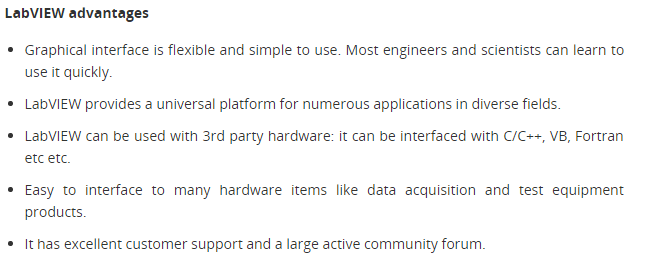 LabVIEW advantages
• Graphical interface is flexible and simple to use. Most engineers and scientists can learn to
use it quickly.
• LabVIEW provides a universal platform for numerous applications in diverse fields.
• LabVIEW can be used with 3rd party hardware: it can be interfaced with C/C++, VB, Fortran
etc etc.
• Easy to interface to many hardware items like data acquisition and test equipment
products.
• It has excellent customer support and a large active community forum.